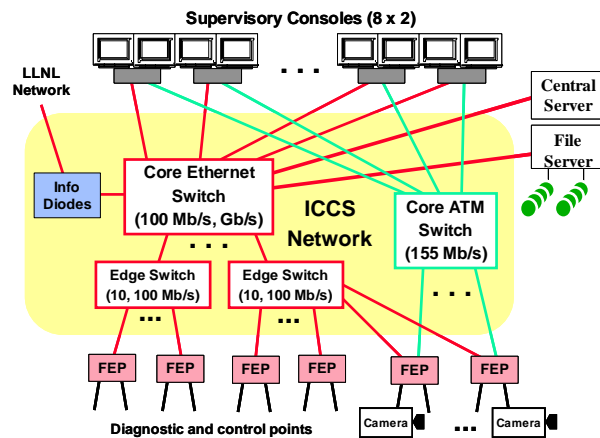 Supervisory Consoles (8 x 2)
. . .
LLNL
Network
Central
Server
File
Server
Info
Diodes
Core Ethernet
Switch
(100 Mb/s, Gb/s)
ICCS
Network
Core ATM
Switch
(155 Mb/s)
. . .
Edge Switch
(10, 100 Mb/s)
...
Edge Switch
(10, 100 Mb/s)
...
. . .
FEP
FEP
FEP
FEP
FEP
FEP
Diagnostic and control points
Camera
...
Camera